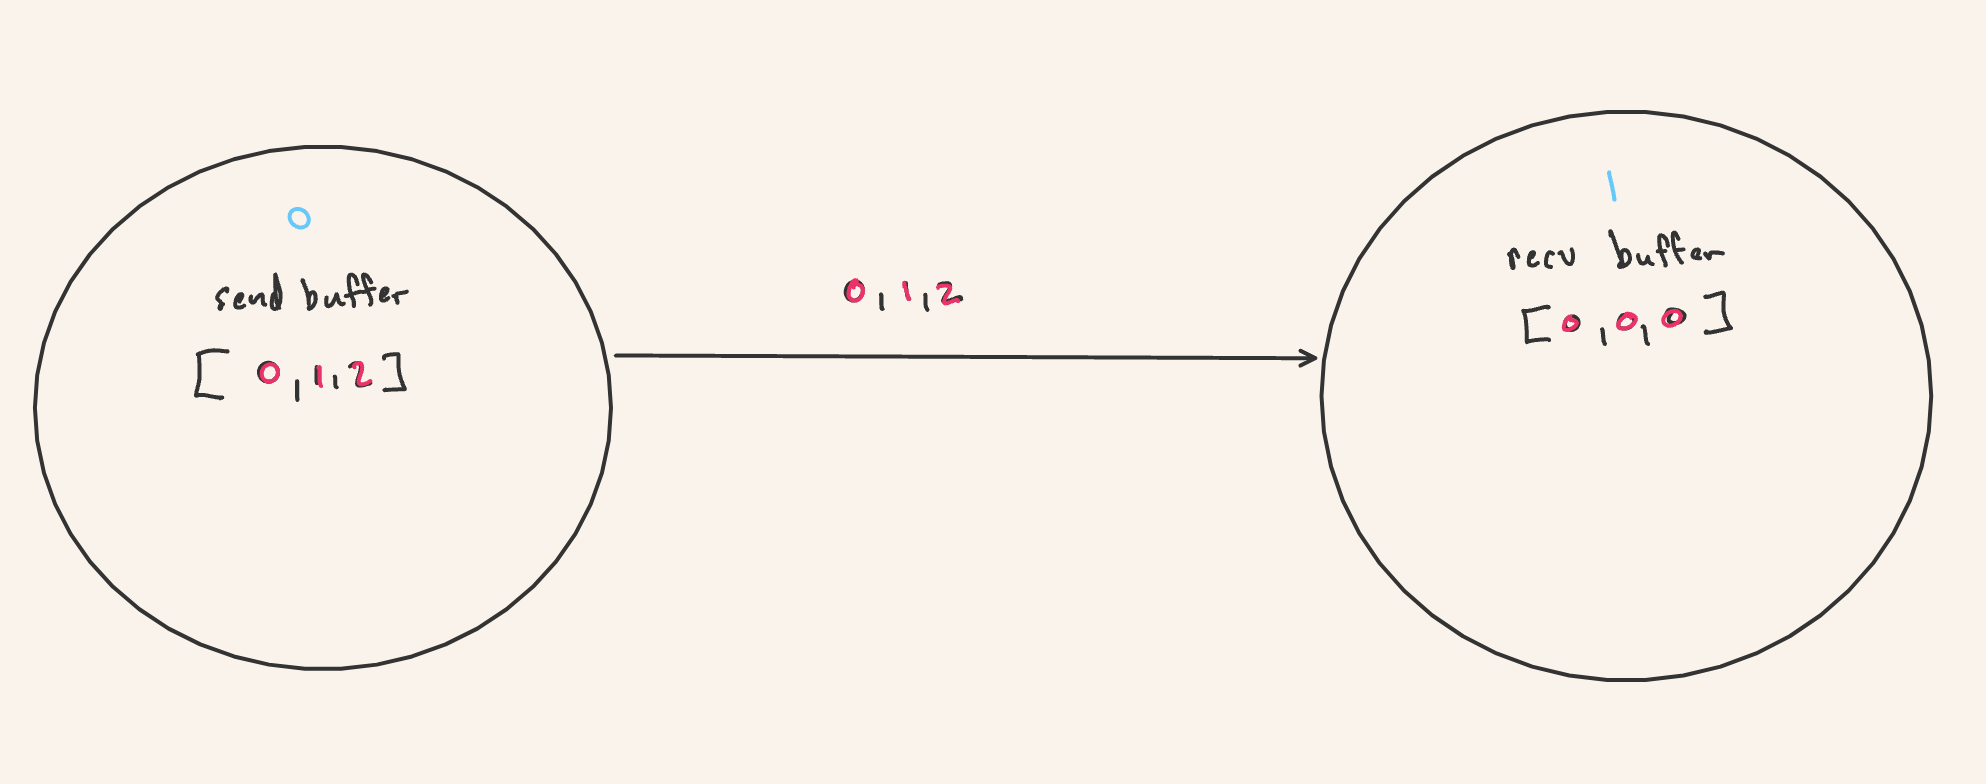 0
send buffer
[0,1,2]
0,1,2
1
recv buffer
[0,0,0]